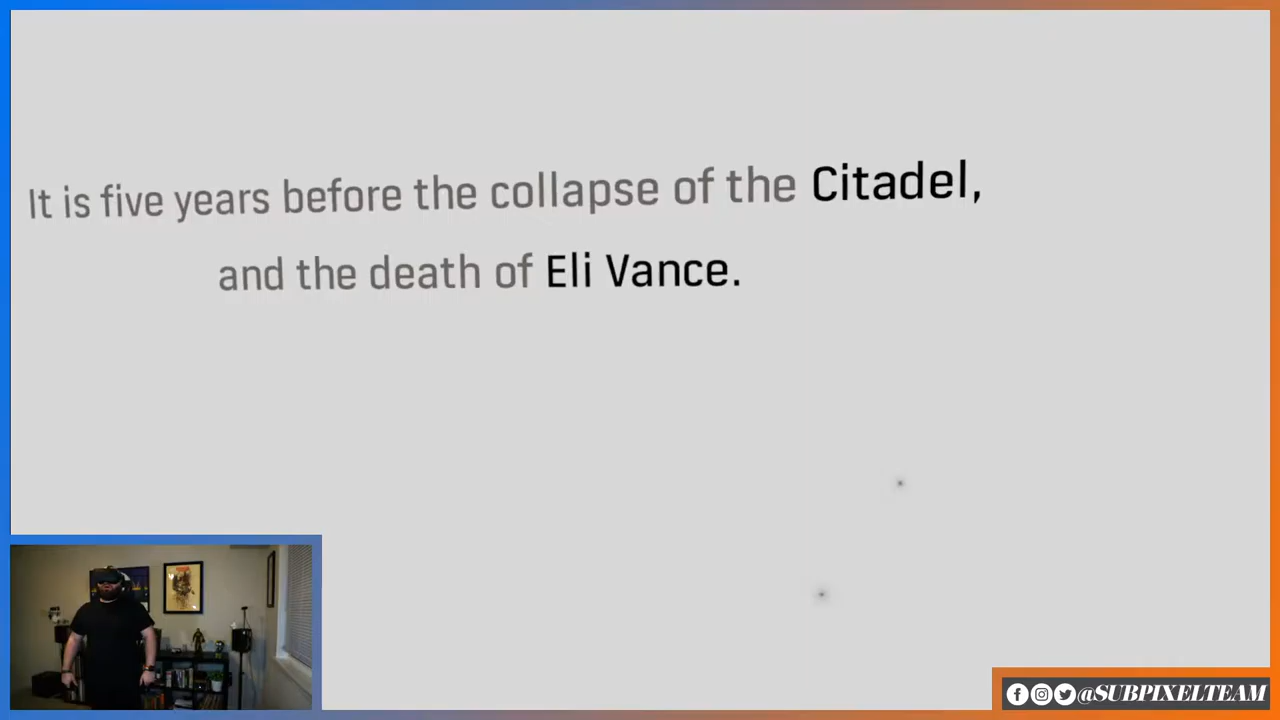 It is five years before the collapse of the Citadel,
and the death of Eli Vance.
@SUBPIXELTEAM